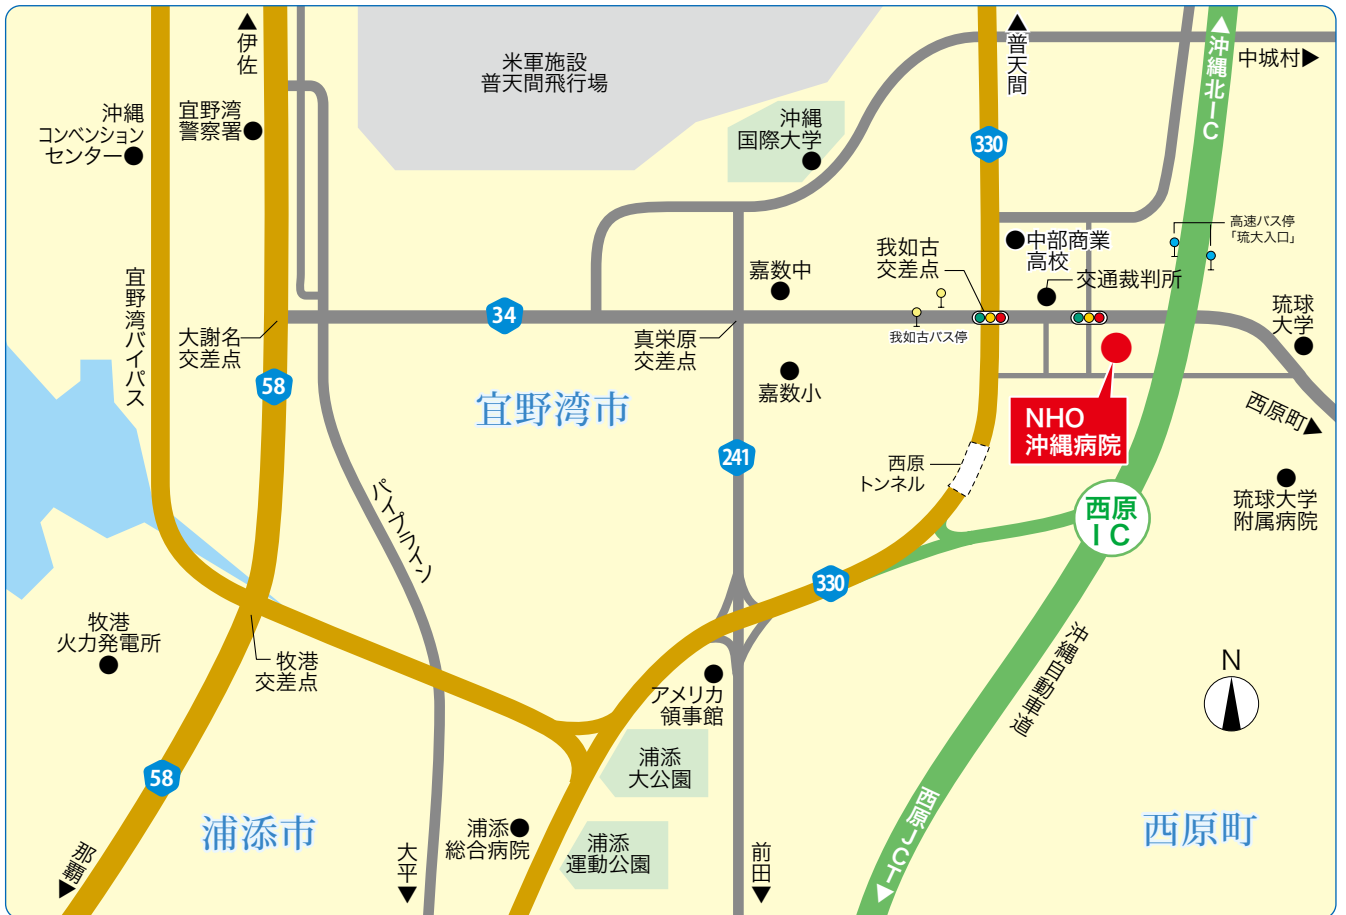 伊佐
米軍施設
普天間飛行場
普天間
沖縄北IC
中城村
沖縄
コンベンション
センター
宜野湾
警察署
沖縄
国際大学
330
高速バス停
「琉大入口」
中部商業
高校
我如古
交差点
交通裁判所
嘉数中
宜野湾バイパス
大謝名
交差点
34
真栄原
交差点
我如古バス停
琉球
大学
58
嘉数小
宜野湾市
NHO
沖縄病院
西原町
241
西原
トンネル
パイプライン
琉球大学
附属病院
西原
IC
330
牧港
火力発電所
牧港
交差点
沖縄自動車道
N
アメリカ
領事館
浦添
大公園
58
浦添市
浦添
総合病院
浦添
運動公園
西原JCT
西原町
那覇
大平
前田